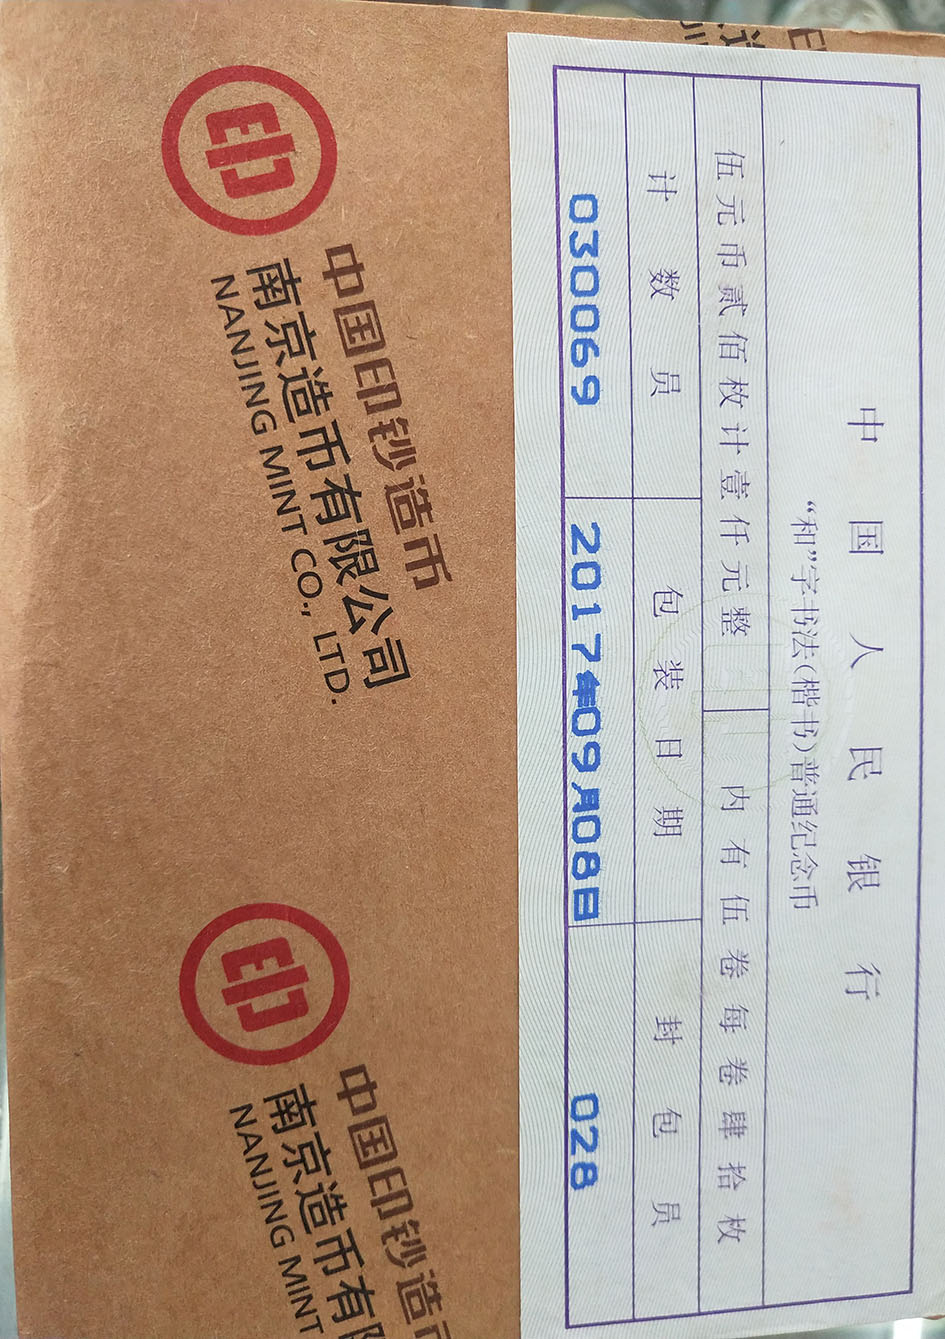 中国人民银行
“和”字书法(楷书)普通纪念币
伍元币贰佰枚计壹仟元整 内有伍卷每卷肆拾枚
计数员 包装日期 封包员
030069 2017年09月08日 028
中国印钞造币
南京造币有限公司
NANJING MINT CO., LTD.
中国印钞造币
南京造币有限
NANJING MINT